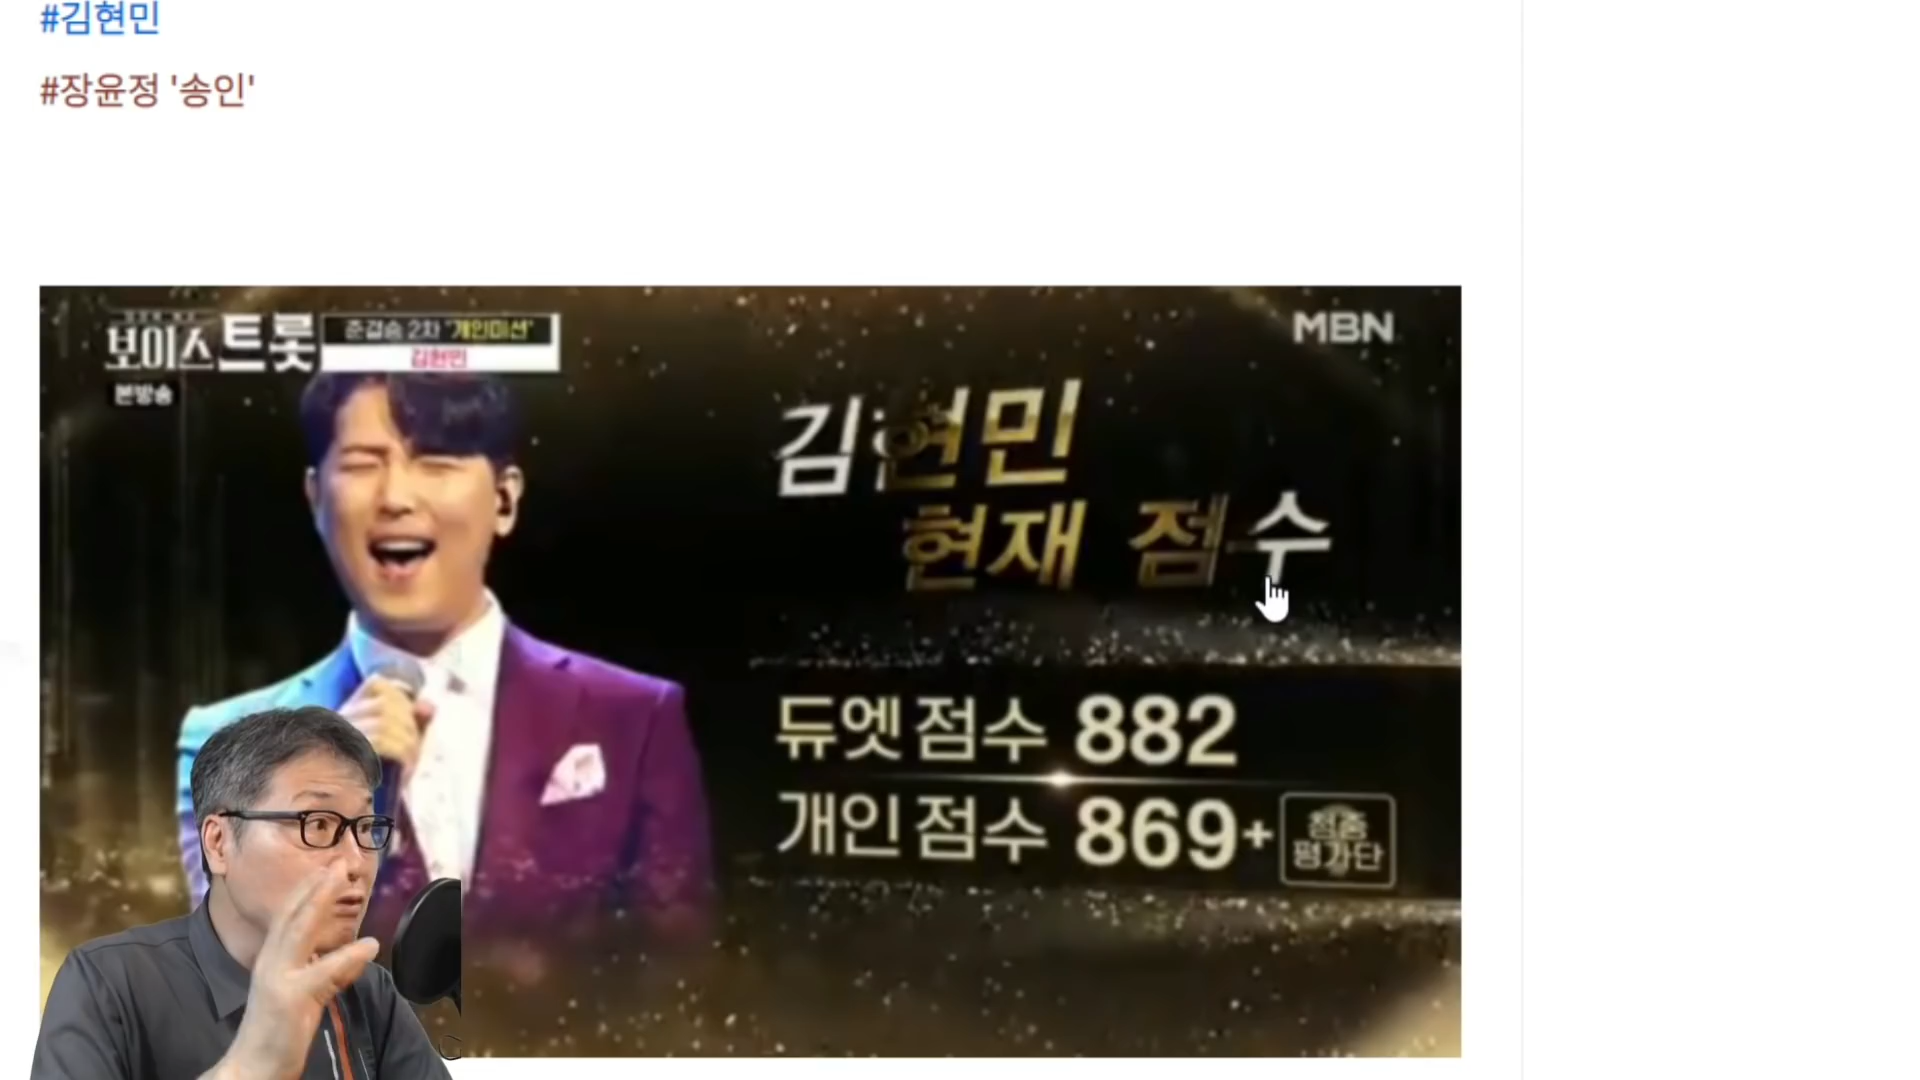 #김현민
#장윤정 '송인'
보이스트롯
준결승 2차 '개인미션'
김현민
본방송
MBN
김현민
현재 점수
듀엣 점수 882
개인 점수 869+
청중
평가단